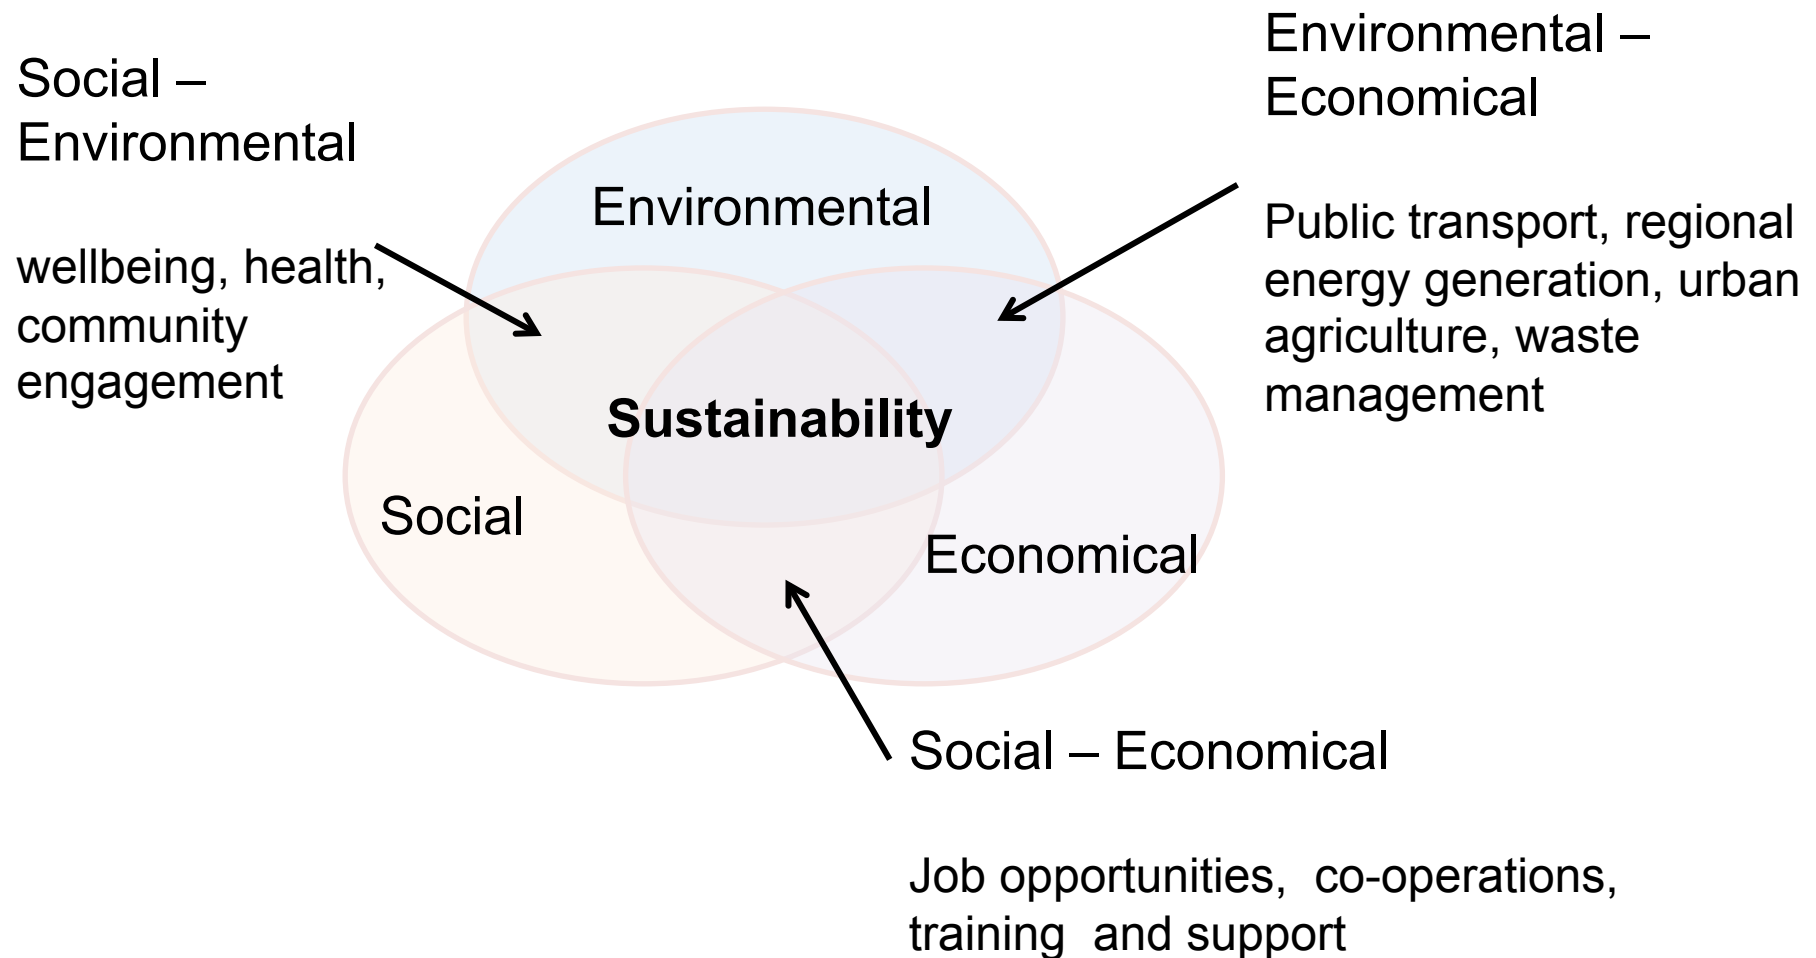 Social –
Environmental
wellbeing, health,
community
engagement
Environmental –
Economical
Public transport, regional
energy generation, urban
agriculture, waste
management
Environmental
Sustainability
Social
Economical
Social – Economical
Job opportunities,  co-operations,
training  and support